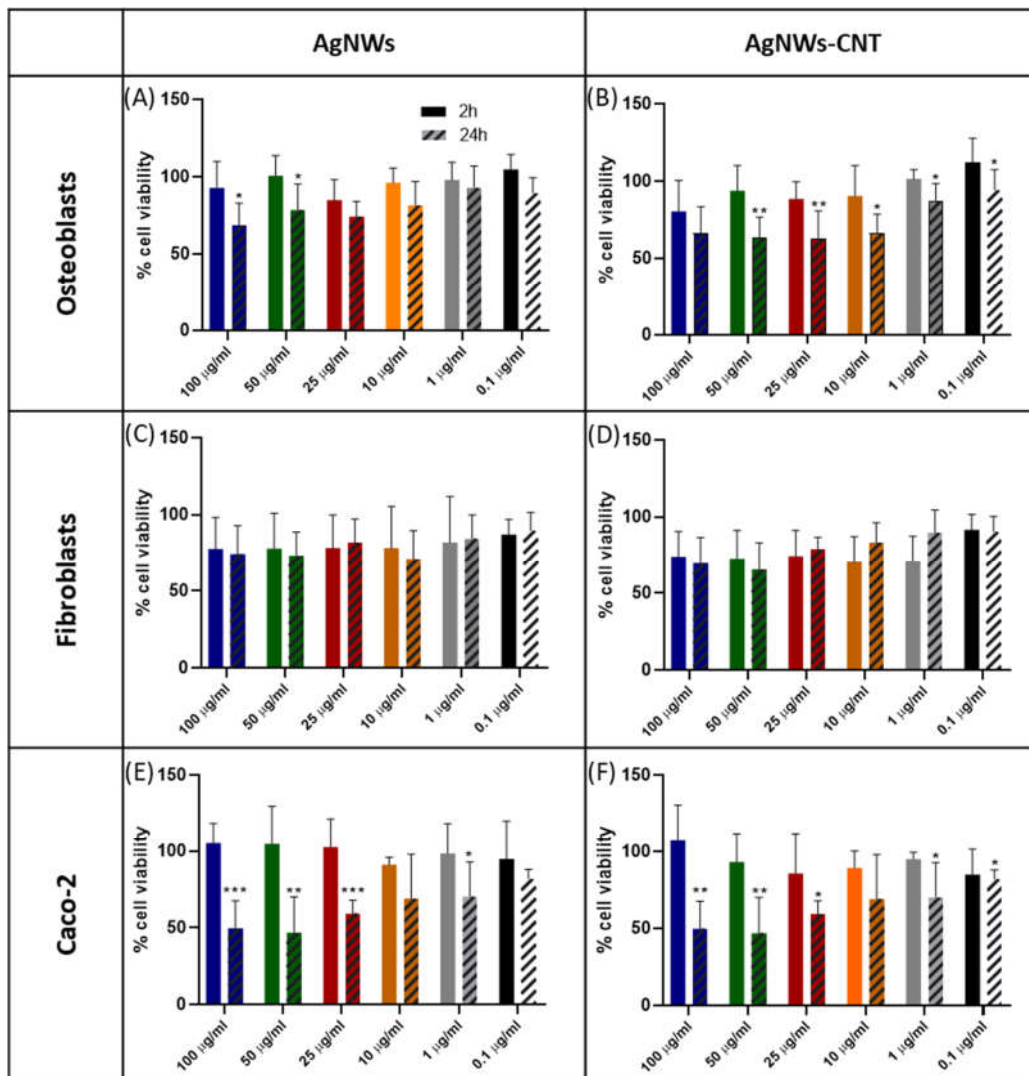 AgNWs
AgNWs-CNT
Osteoblasts
(A)
% cell viability
150
100
50
0
2h
24h
*
*
100 µg/ml
50 µg/ml
25 µg/ml
10 µg/ml
1 µg/ml
0.1 µg/ml
(B)
% cell viability
150
100
50
0
**
**
*
*
*
100 µg/ml
50 µg/ml
25 µg/ml
10 µg/ml
1 µg/ml
0.1 µg/ml
Fibroblasts
(C)
% cell viability
150
100
50
0
100 µg/ml
50 µg/ml
25 µg/ml
10 µg/ml
1 µg/ml
0.1 µg/ml
(D)
% cell viability
150
100
50
0
100 µg/ml
50 µg/ml
25 µg/ml
10 µg/ml
1 µg/ml
0.1 µg/ml
Caco-2
(E)
% cell viability
150
100
50
0
***
**
***
*
100 µg/ml
50 µg/ml
25 µg/ml
10 µg/ml
1 µg/ml
0.1 µg/ml
(F)
% cell viability
150
100
50
0
**
**
*
*
*
100 µg/ml
50 µg/ml
25 µg/ml
10 µg/ml
1 µg/ml
0.1 µg/ml